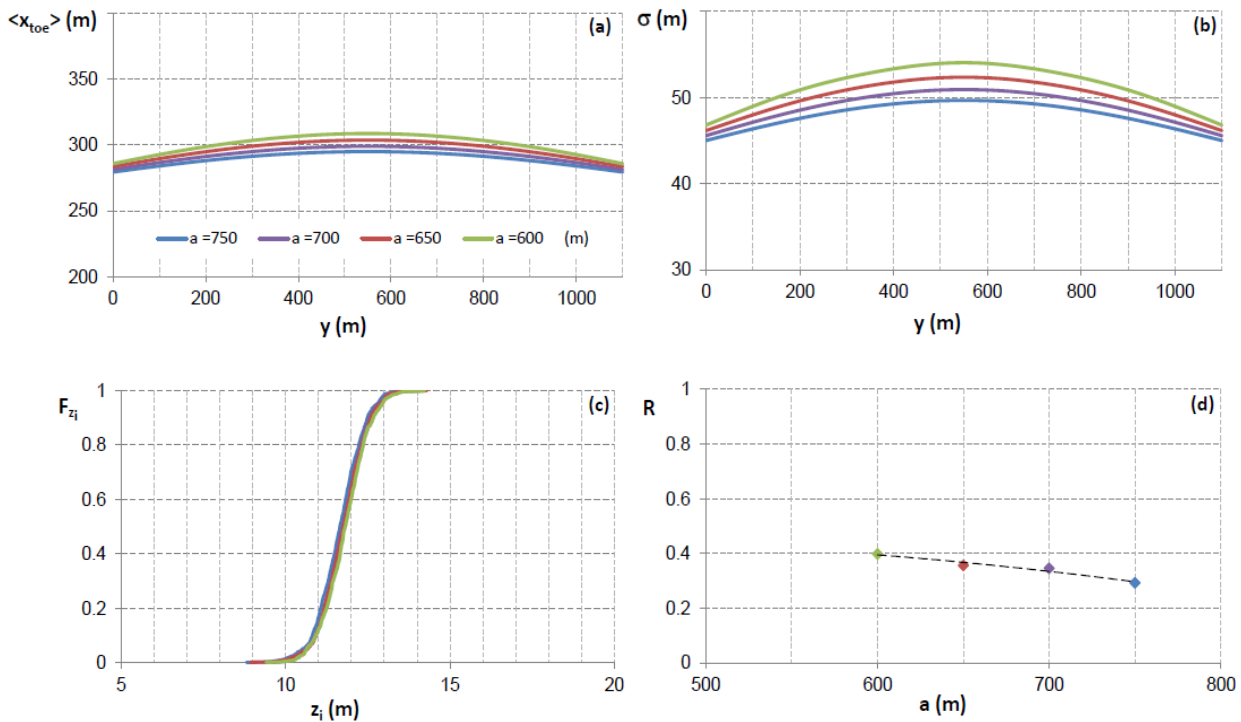 <x_toe> (m)
(a)
350
300
250
200
a =750 a =700 a =650 a =600 (m)
0 200 400 600 800 1000
y (m)
σ (m)
(b)
50
40
30
0 200 400 600 800 1000
y (m)
F_zi
(c)
1
0.8
0.6
0.4
0.2
0
5 10 15 20
z_i (m)
R
(d)
1
0.8
0.6
0.4
0.2
0
500 600 700 800
a (m)